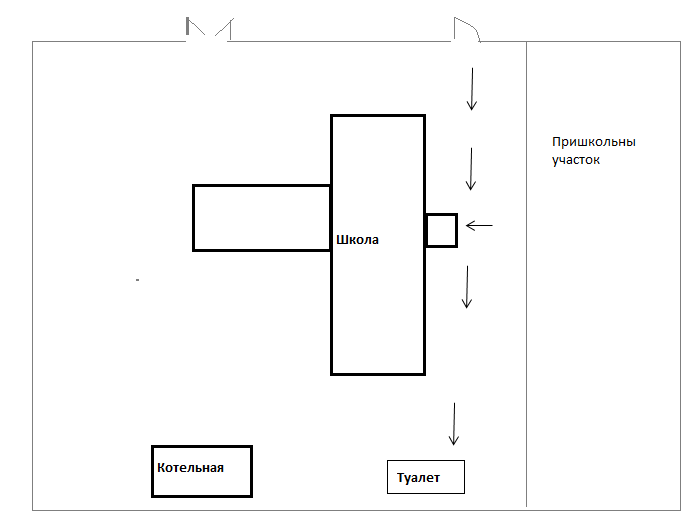 Пришкольны
участок
Школа
Котельная
Туалет